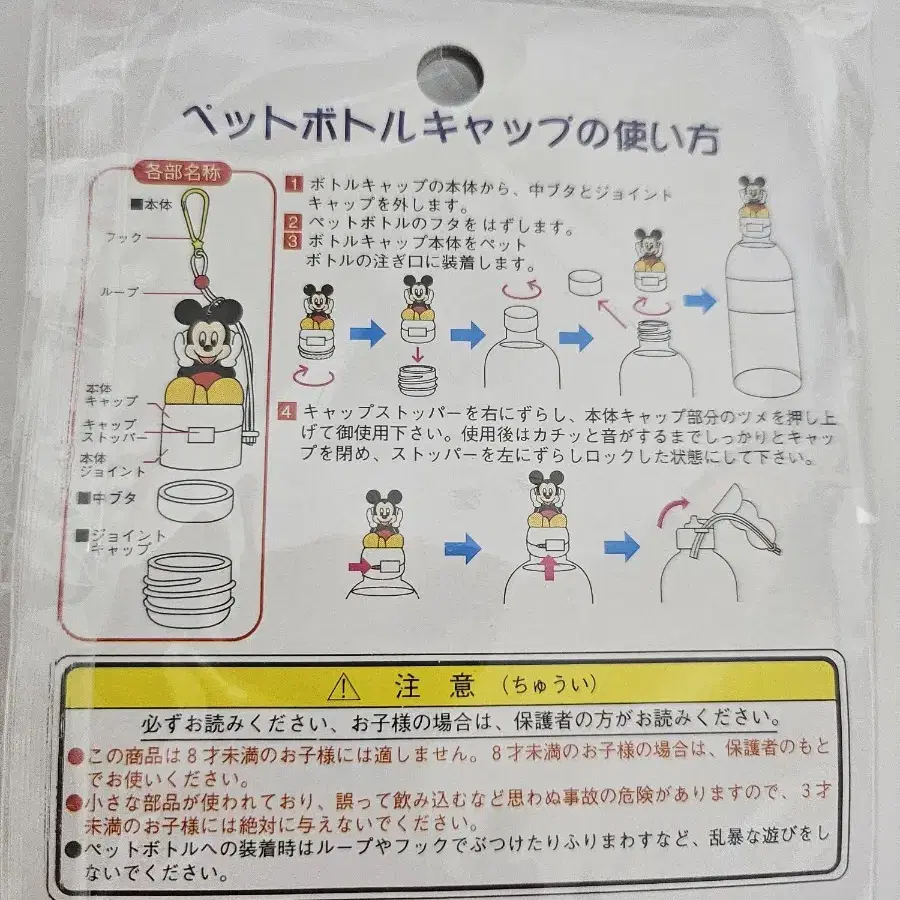 ペットボトルキャップの使い方
各部名称
■本体
フック
ループ
本体
キャップ
キャップ
ストッパー
本体
ジョイント
■中ブタ
■ジョイント
キャップ
1 ボトルキャップの本体から、中ブタとジョイント
キャップを外します。
2 ペットボトルのフタをはずします。
3 ボトルキャップ本体をペット
ボトルの注ぎ口に装着します。
4 キャップストッパーを右にずらし、本体キャップ部分のツメを押し上
げて御使用下さい。使用後はカチッと音がするまでしっかりとキャッ
プを閉め、ストッパーを左にずらしロックした状態にして下さい。
⚠ 注意 (ちゅうい)
必ずお読みください、お子様の場合は、保護者の方がお読みください。
●この商品は8才未満のお子様には適しません。8才未満のお子様の場合は、保護者のもと
でお使いください。
●小さな部品が使われており、誤って飲み込むなど思わぬ事故の危険がありますので、3才
未満のお子様には絶対に与えないでください。
●ペットボトルへの装着時はループやフックでぶつけたりふりまわすなど、乱暴な遊びをし
ないでください。